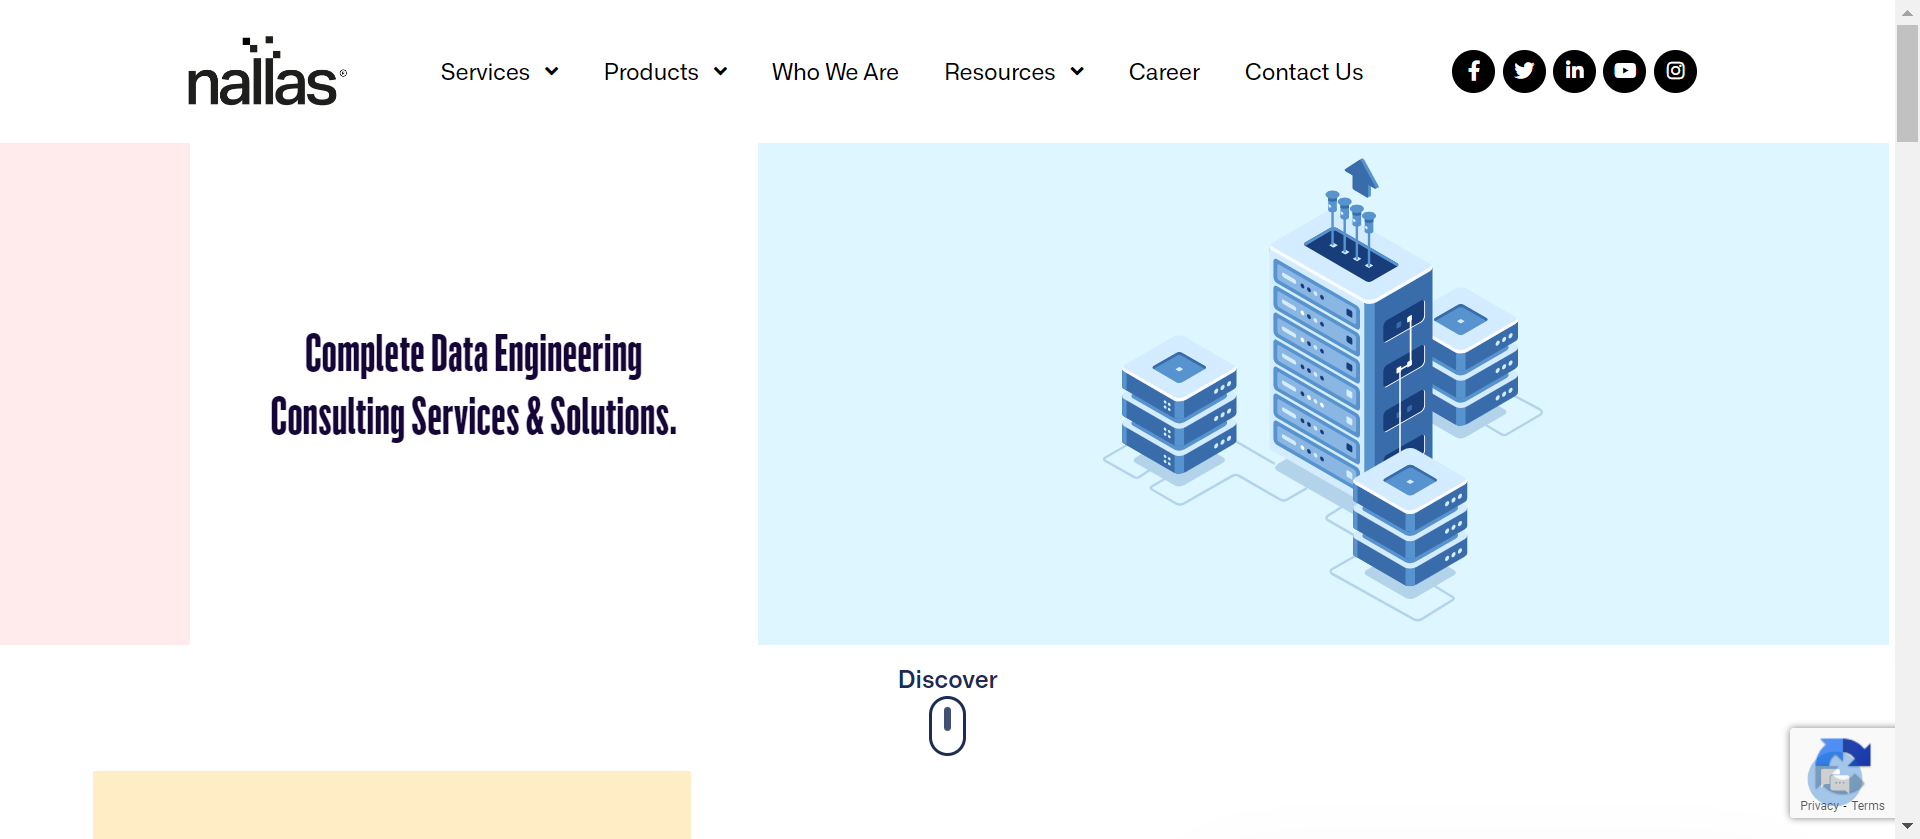 nallas®
Services
Products
Who We Are
Resources
Career
Contact Us
Complete Data Engineering
Consulting Services & Solutions.
Discover
Privacy - Terms